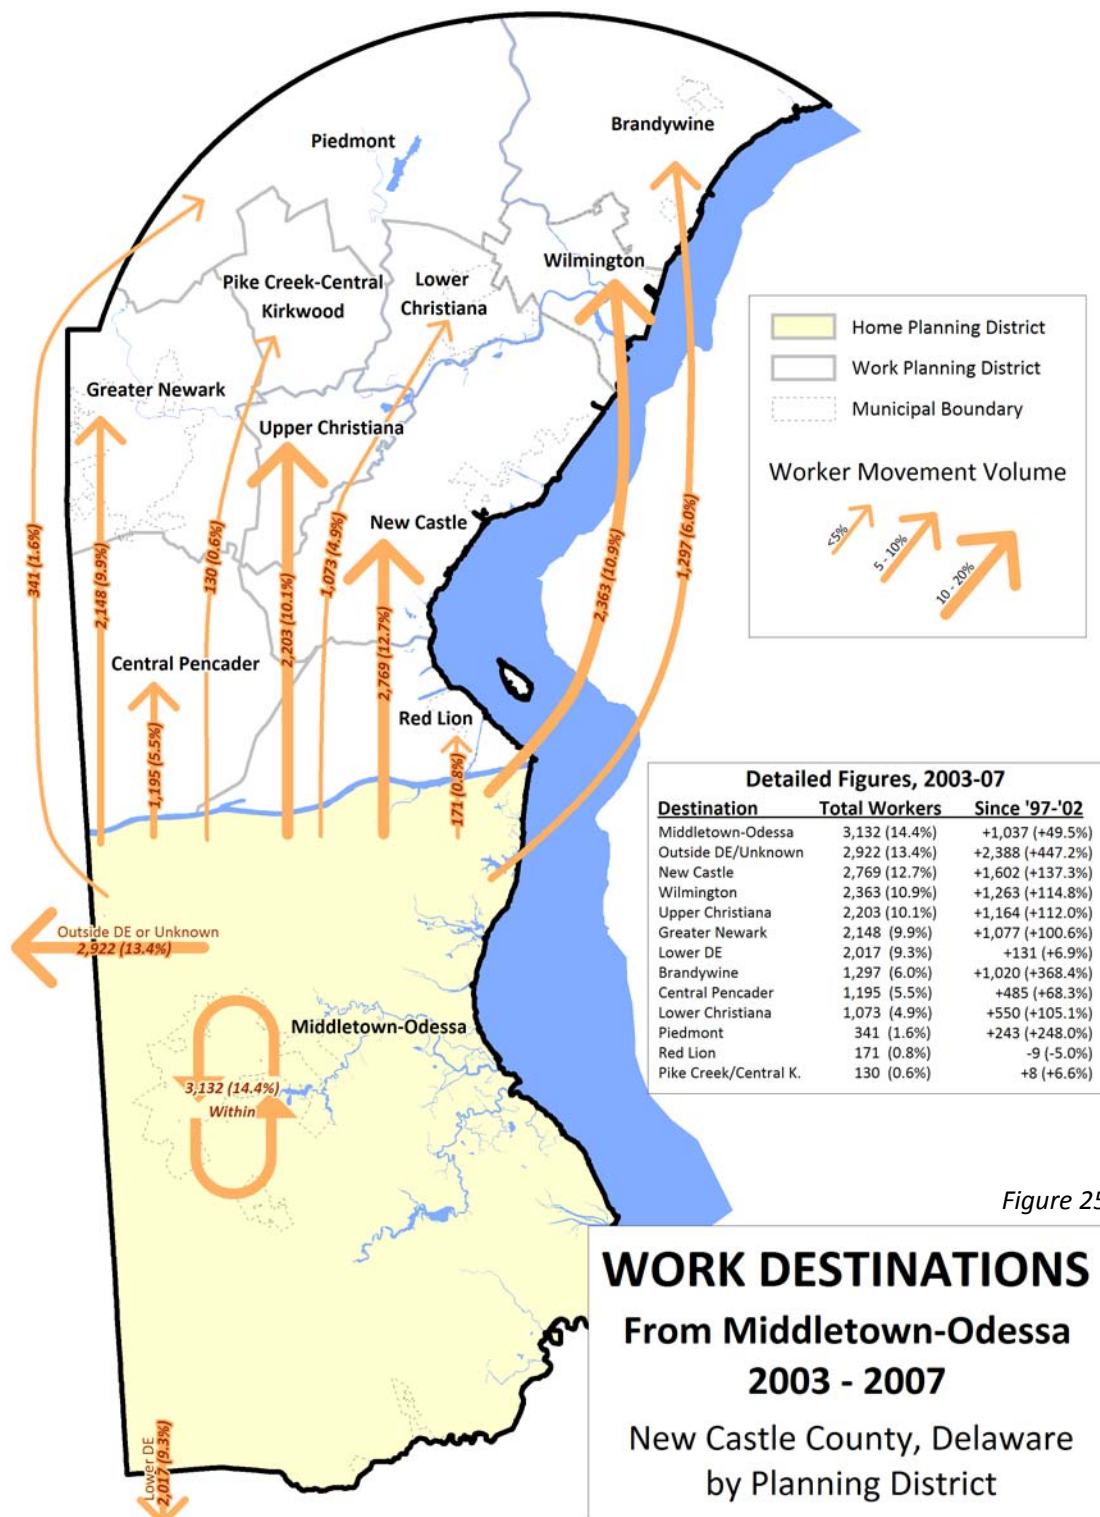 Brandywine
Piedmont
Wilmington
Pike Creek-Central
Kirkwood
Lower
Christiana
Greater Newark
Upper Christiana
New Castle
Central Pencader
Red Lion
341 (1.6%)
2,148 (9.9%)
130 (0.6%)
2,203 (10.1%)
1,073 (4.9%)
2,769 (12.7%)
2,363 (10.9%)
1,297 (6.0%)
1,195 (5.5%)
171 (0.8%)
Home Planning District
Work Planning District
Municipal Boundary
Worker Movement Volume
<5%
5 - 10%
10 - 20%
Detailed Figures, 2003-07
Destination Total Workers Since '97-'02
Middletown-Odessa 3,132 (14.4%) +1,037 (+49.5%)
Outside DE/Unknown 2,922 (13.4%) +2,388 (+447.2%)
New Castle 2,769 (12.7%) +1,602 (+137.3%)
Wilmington 2,363 (10.9%) +1,263 (+114.8%)
Upper Christiana 2,203 (10.1%) +1,164 (+112.0%)
Greater Newark 2,148 (9.9%) +1,077 (+100.6%)
Lower DE 2,017 (9.3%) +131 (+6.9%)
Brandywine 1,297 (6.0%) +1,020 (+368.4%)
Central Pencader 1,195 (5.5%) +485 (+68.3%)
Lower Christiana 1,073 (4.9%) +550 (+105.1%)
Piedmont 341 (1.6%) +243 (+248.0%)
Red Lion 171 (0.8%) -9 (-5.0%)
Pike Creek/Central K. 130 (0.6%) +8 (+6.6%)
Outside DE or Unknown
2,922 (13.4%)
Middletown-Odessa
3,132 (14.4%)
Within
Lower DE
2,017 (9.3%)
Figure 25
WORK DESTINATIONS
From Middletown-Odessa
2003 - 2007
New Castle County, Delaware
by Planning District